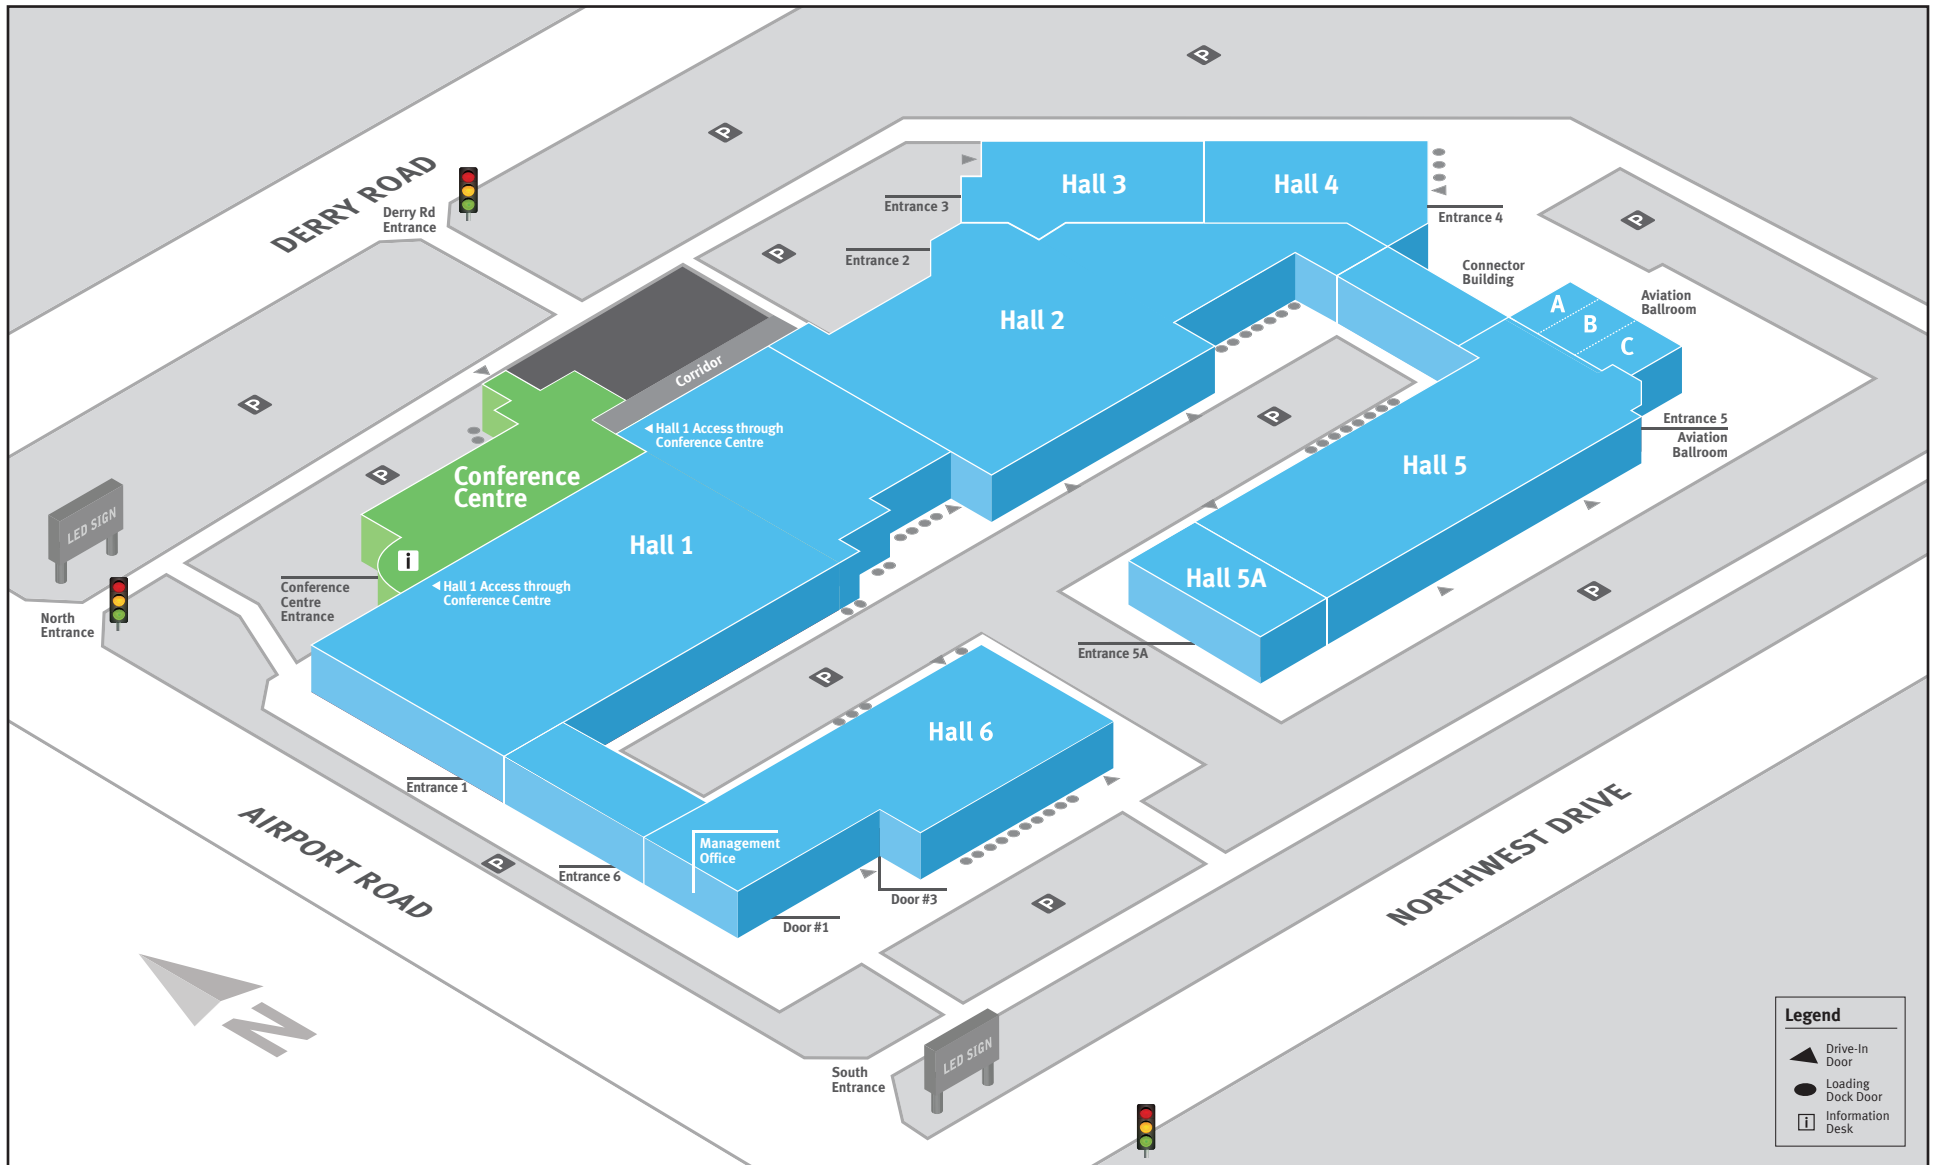 P
P
DERRY ROAD
Derry Rd
Entrance
Hall 3
Hall 4
Entrance 3
Entrance 4
P
P
Entrance 2
Connector
Building
Aviation
Ballroom
A
B
C
Hall 2
Corridor
P
P
Hall 1 Access through
Conference Centre
Entrance 5
Aviation
Ballroom
Conference
Centre
P
Hall 5
LED SIGN
Hall 1
i
Hall 1 Access through
Conference Centre
Hall 5A
P
Conference
Centre
Entrance
North
Entrance
Entrance 5A
P
Hall 6
Entrance 1
AIRPORT ROAD
NORTHWEST DRIVE
Management
Office
P
Entrance 6
Door #3
P
Door #1
N
LED SIGN
South
Entrance
Legend
Drive-In
Door
Loading
Dock Door
i
Information
Desk